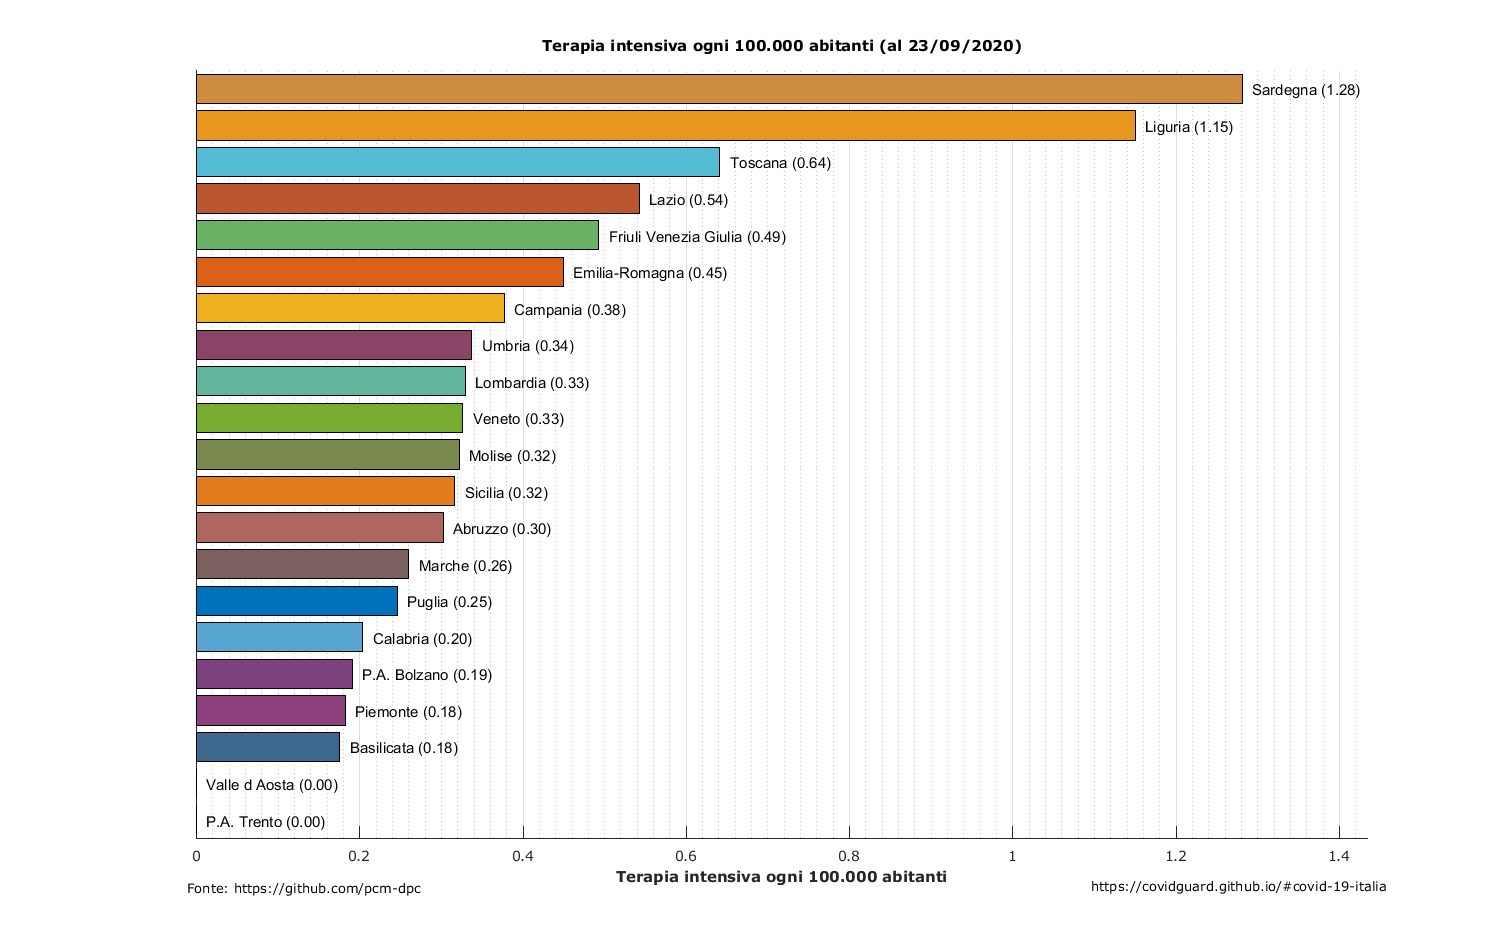 Terapia intensiva ogni 100.000 abitanti (al 23/09/2020)
Sardegna (1.28)
Liguria (1.15)
Toscana (0.64)
Lazio (0.54)
Friuli Venezia Giulia (0.49)
Emilia-Romagna (0.45)
Campania (0.38)
Umbria (0.34)
Lombardia (0.33)
Veneto (0.33)
Molise (0.32)
Sicilia (0.32)
Abruzzo (0.30)
Marche (0.26)
Puglia (0.25)
Calabria (0.20)
P.A. Bolzano (0.19)
Piemonte (0.18)
Basilicata (0.18)
Valle d Aosta (0.00)
P.A. Trento (0.00)
0 0.2 0.4 0.6 0.8 1 1.2 1.4
Terapia intensiva ogni 100.000 abitanti
Fonte: https://github.com/pcm-dpc
https://covidguard.github.io/#covid-19-italia